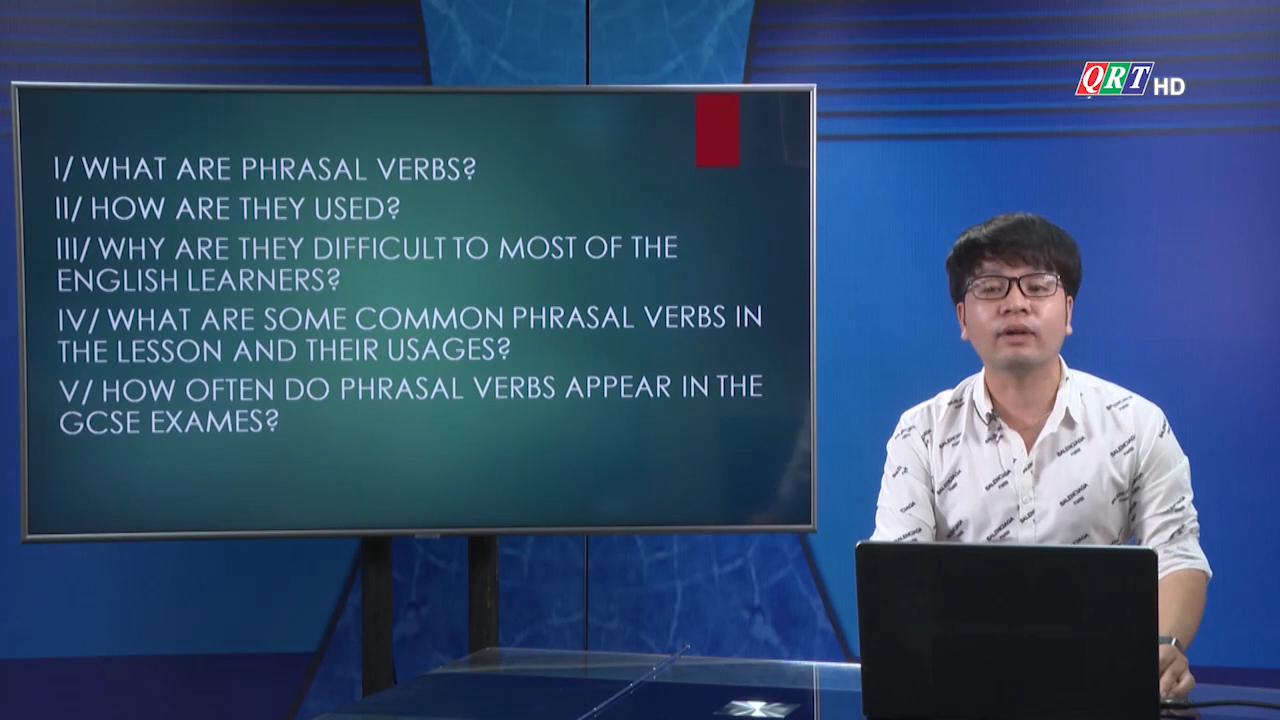 QRT HD
I/ WHAT ARE PHRASAL VERBS?
II/ HOW ARE THEY USED?
III/ WHY ARE THEY DIFFICULT TO MOST OF THE
ENGLISH LEARNERS?
IV/ WHAT ARE SOME COMMON PHRASAL VERBS IN
THE LESSON AND THEIR USAGES?
V/ HOW OFTEN DO PHRASAL VERBS APPEAR IN THE
GCSE EXAMES?